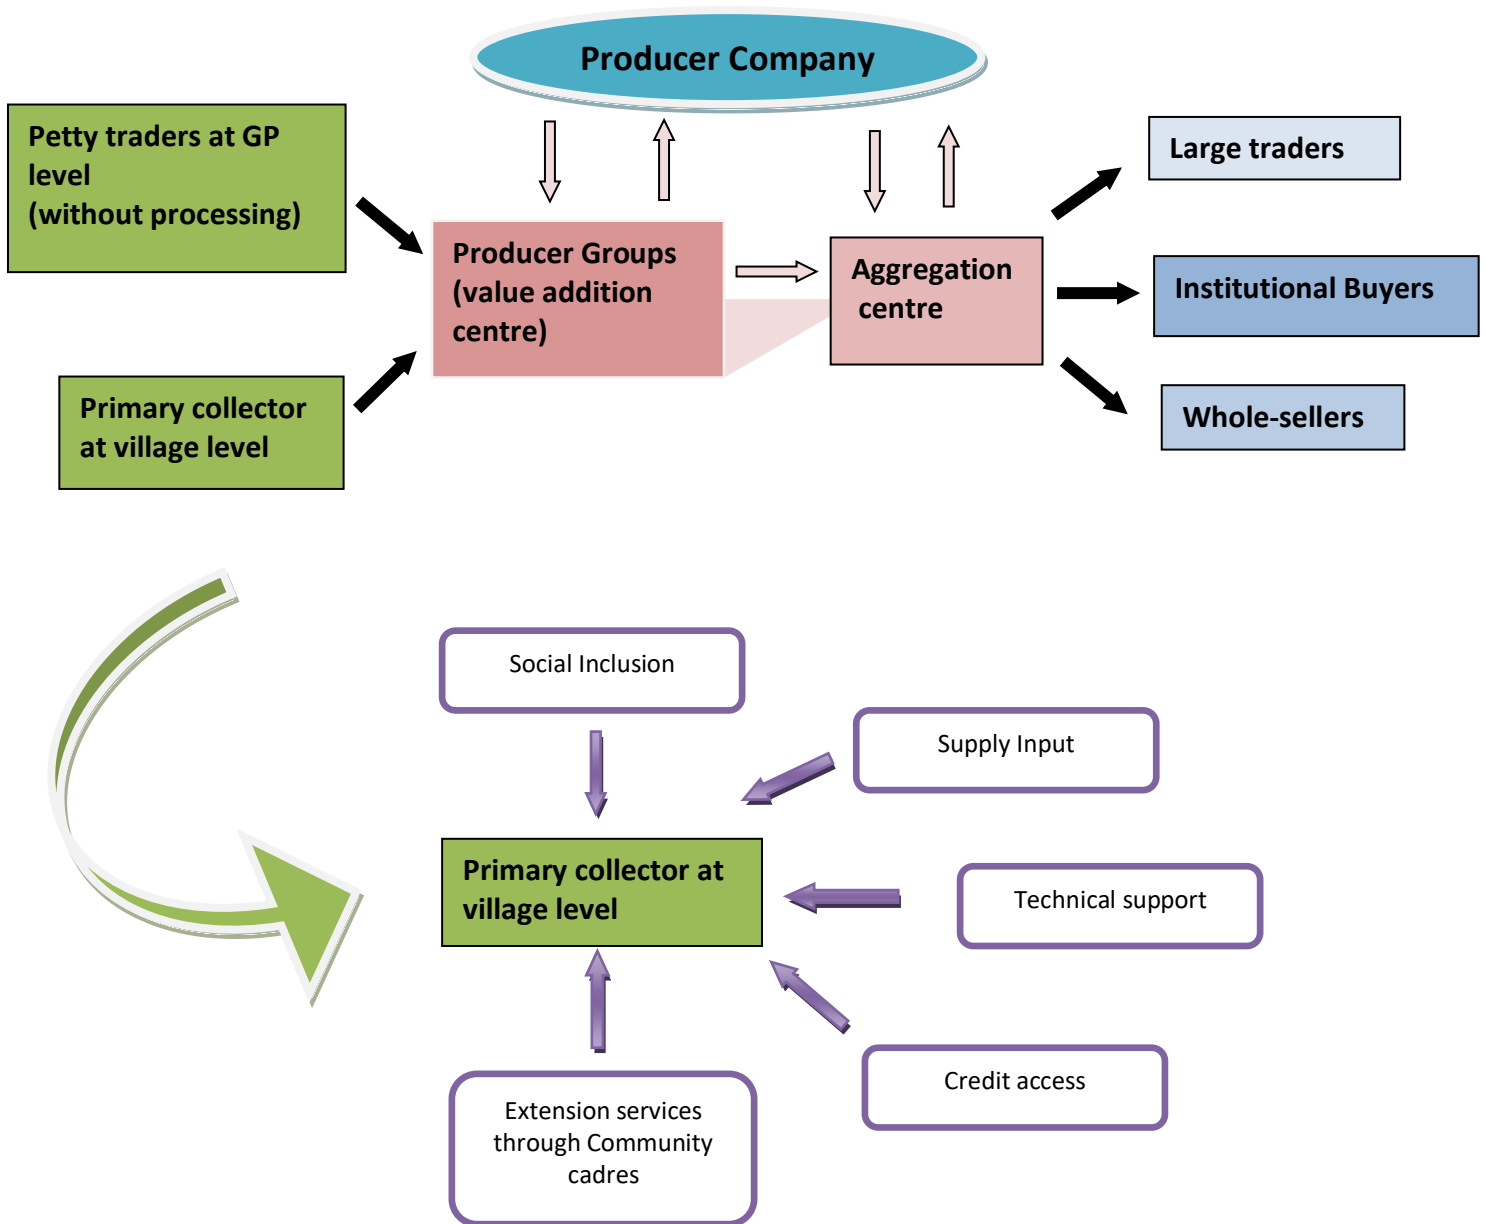 Producer Company
Petty traders at GP
level
(without processing)
Large traders
Producer Groups
(value addition
centre)
Aggregation
centre
Institutional Buyers
Primary collector
at village level
Whole-sellers
Social Inclusion
Supply Input
Primary collector at
village level
Technical support
Credit access
Extension services
through Community
cadres